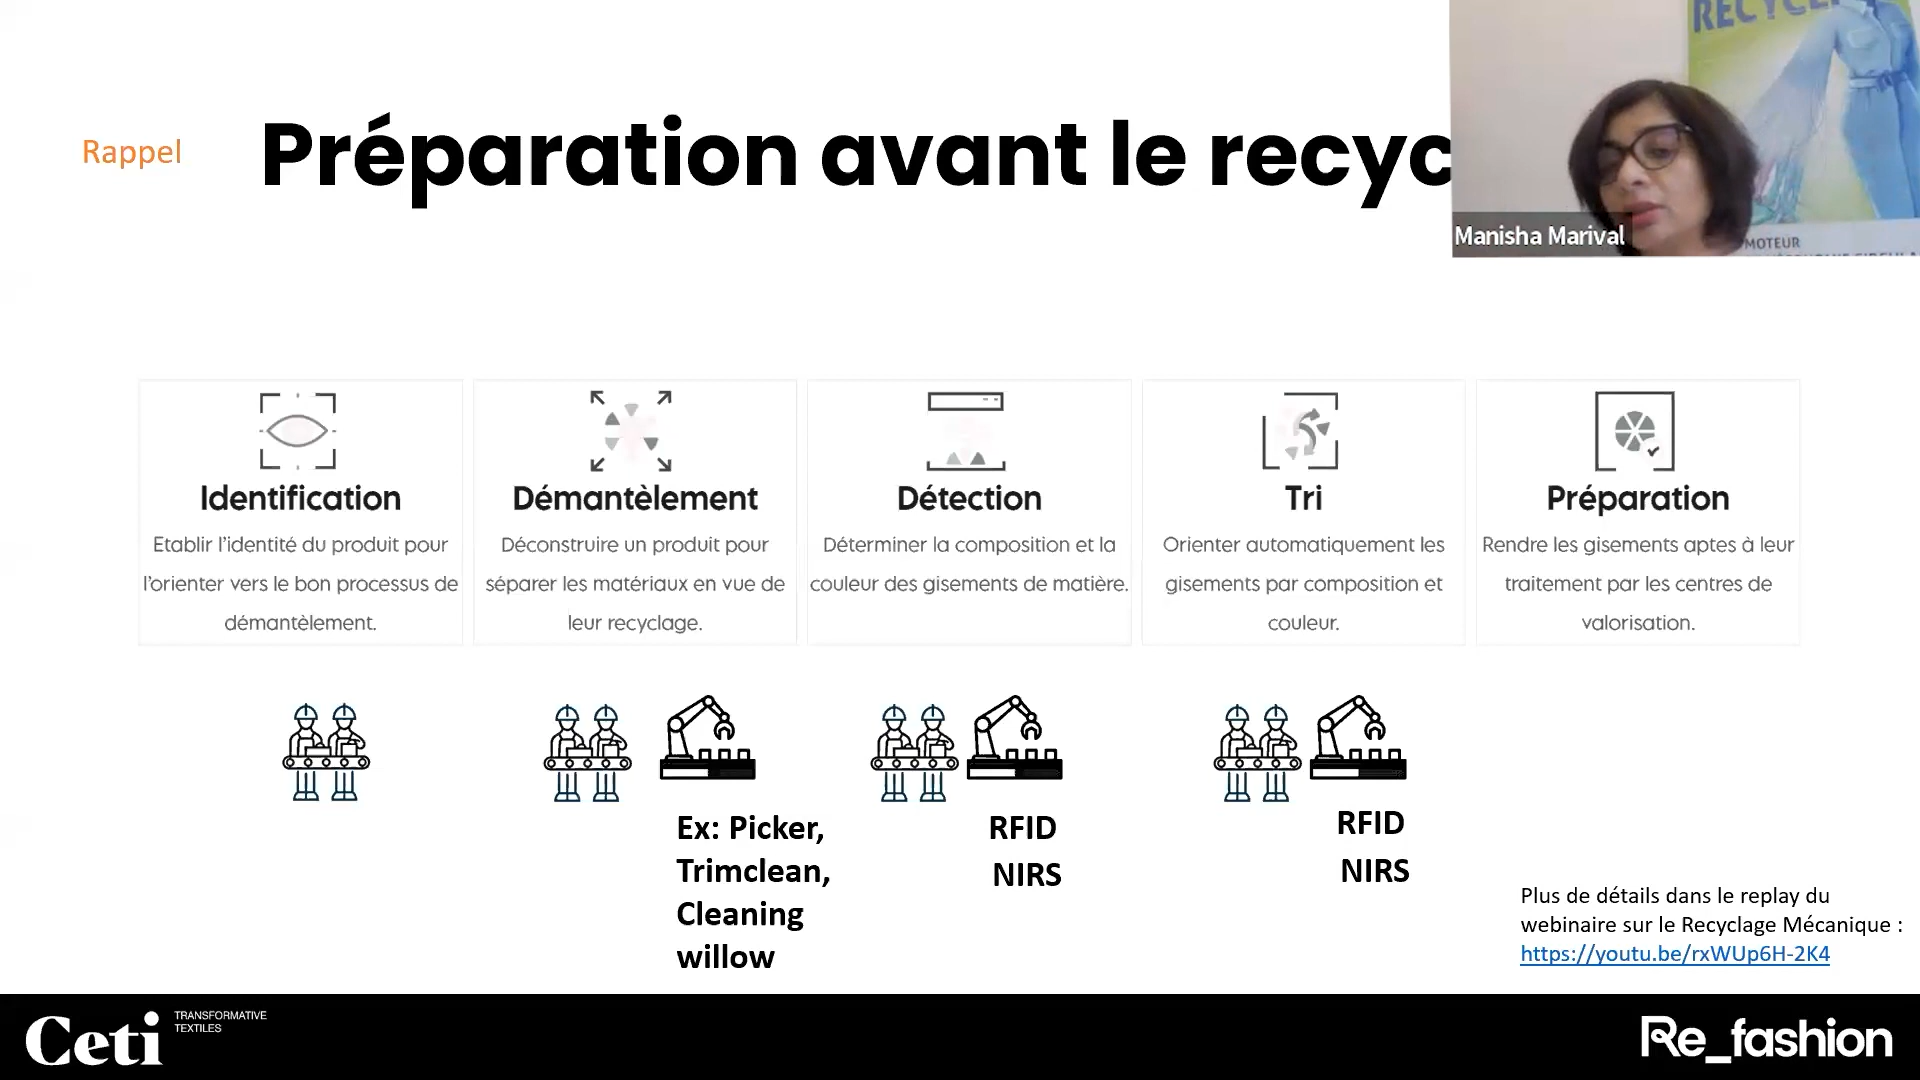 RECYCL
Rappel
Préparation avant le recyc
Manisha Marival
MOTEUR
Identification
Etablir l’identité du produit pour
l’orienter vers le bon processus de
démantèlement.
Démantèlement
Déconstruire un produit pour
séparer les matériaux en vue de
leur recyclage.
Détection
Déterminer la composition et la
couleur des gisements de matière.
Tri
Orienter automatiquement les
gisements par composition et
couleur.
Préparation
Rendre les gisements aptes à leur
traitement par les centres de
valorisation.
Ex: Picker,
Trimclean,
Cleaning
willow
RFID
NIRS
RFID
NIRS
Plus de détails dans le replay du
webinaire sur le Recyclage Mécanique :
https://youtu.be/rxWUp6H-2K4
Ceti
TRANSFORMATIVE
TEXTILES
Re_fashion